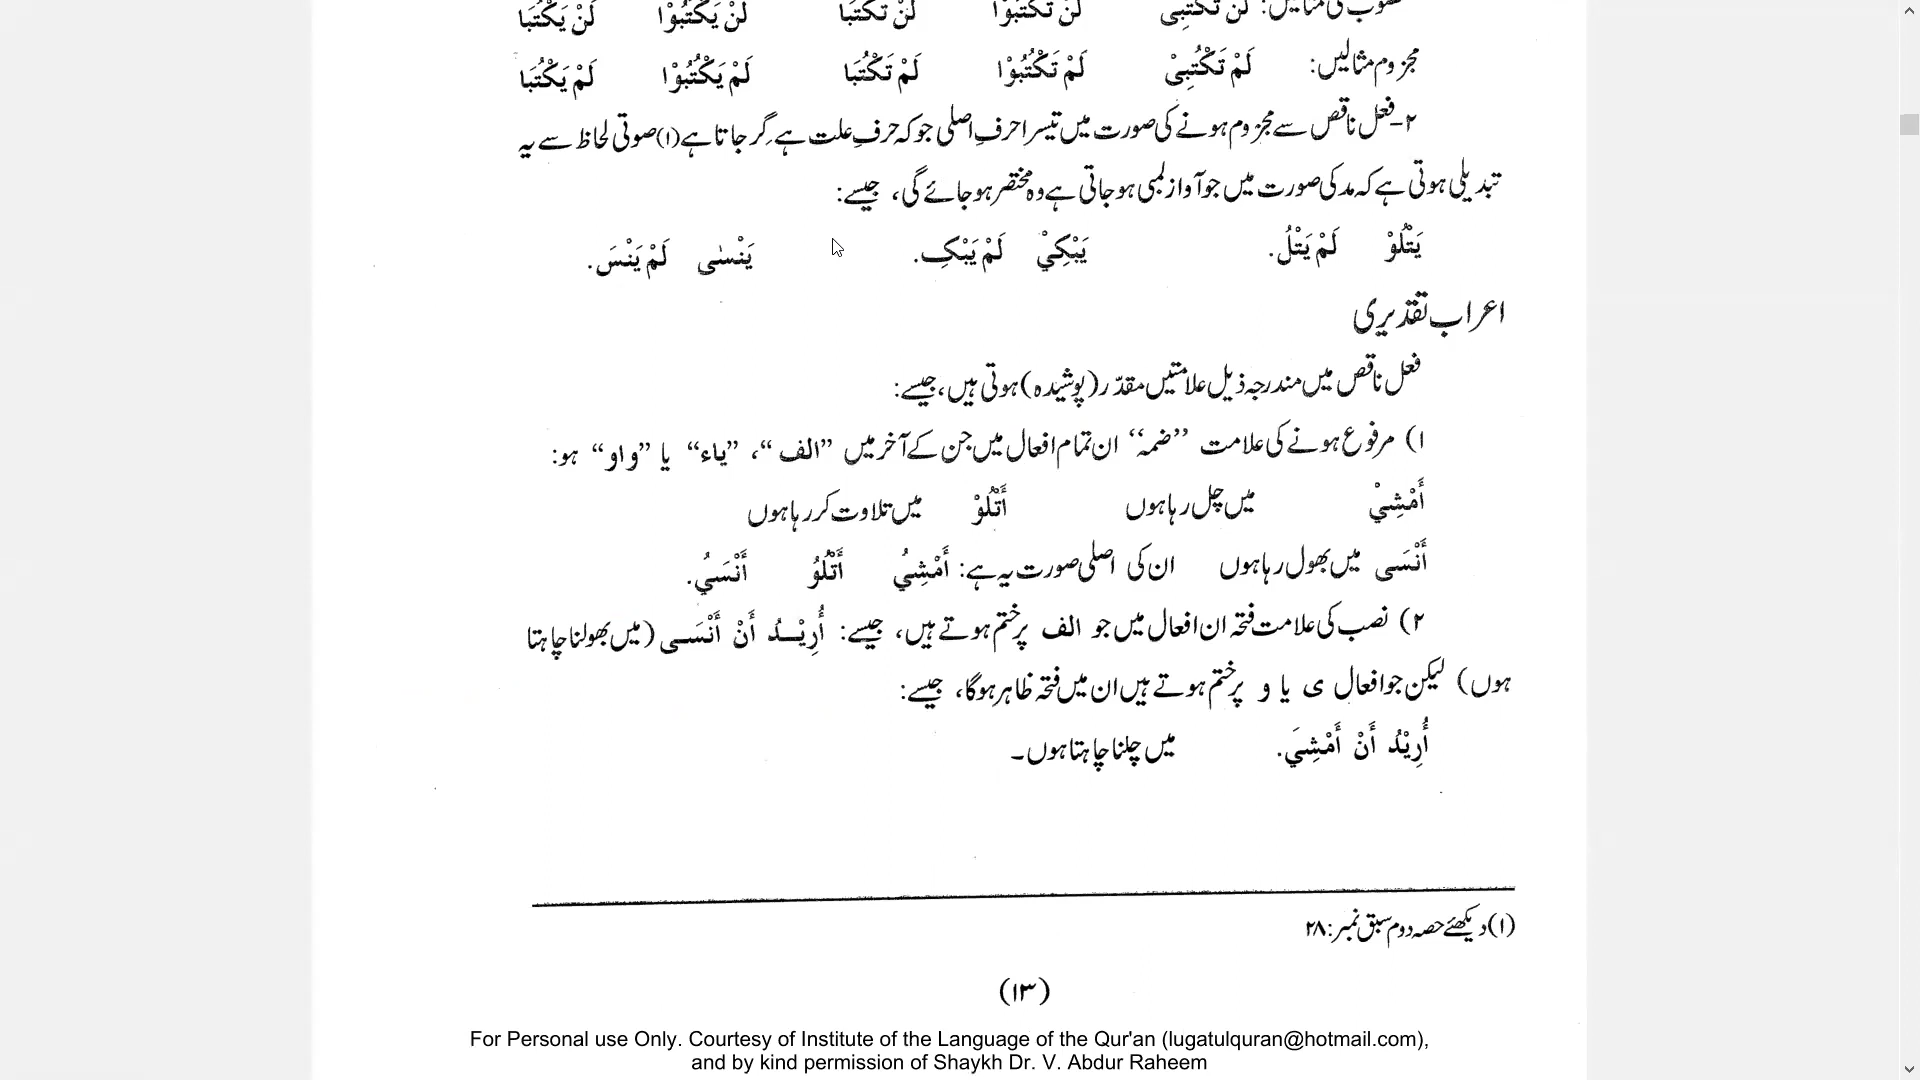 کی مثالیں: لَنْ تَكْتُبِيْ لَنْ تَكْتُبُوْا لَنْ تَكْتُبَا لَنْ يَكْتُبُوْا لَنْ يَكْتُبَا
مجزوم مثالیں: لَمْ تَكْتُبِيْ لَمْ تَكْتُبُوْا لَمْ تَكْتُبَا لَمْ يَكْتُبُوْا لَمْ يَكْتُبَا
۲-فعل ناقص سے مجزوم ہونے کی صورت میں تیسرا حرفِ اصلی جو کہ حرفِ علت ہے گر جاتا ہے(۱)صوتی لحاظ سے یہ
تبدیلی ہوتی ہے کہ مد کی صورت میں جو آواز لمبی ہو جاتی ہے وہ مختصر ہو جائے گی، جیسے:
يَتْلُوْ لَمْ يَتْلُ. يَبْكِيْ لَمْ يَبْكِ. يَنْسٰى لَمْ يَنْسَ.
اعراب تقدیری
فعل ناقص میں مندرجہ ذیل علامتیں مقدّر(پوشیدہ)ہوتی ہیں، جیسے:
۱) مرفوع ہونے کی علامت ”ضمہ“ ان تمام افعال میں جن کے آخر میں ”الف“، ”یاء“ یا ”واو“ ہو:
أَمْشِيْ میں چل رہا ہوں أَتْلُوْ میں تلاوت کر رہا ہوں
أَنْسَى میں بھول رہا ہوں ان کی اصلی صورت یہ ہے: أَمْشِيُ أَتْلُوُ أَنْسَيُ.
۲) نصب کی علامت فتحہ ان افعال میں جو الف پر ختم ہوتے ہیں، جیسے: أُرِيْـدُ أَنْ أَنْسَـى (میں بھولنا چاہتا
ہوں) لیکن جو افعال ی یا و پر ختم ہوتے ہیں ان میں فتحہ ظاہر ہوگا، جیسے:
أُرِيْدُ أَنْ أَمْشِيَ. میں چلنا چاہتا ہوں۔
(۱) دیکھئے حصہ دوم سبق نمبر:۲۸
(۱۳)
For Personal use Only. Courtesy of Institute of the Language of the Qur'an (lugatulquran@hotmail.com),
and by kind permission of Shaykh Dr. V. Abdur Raheem